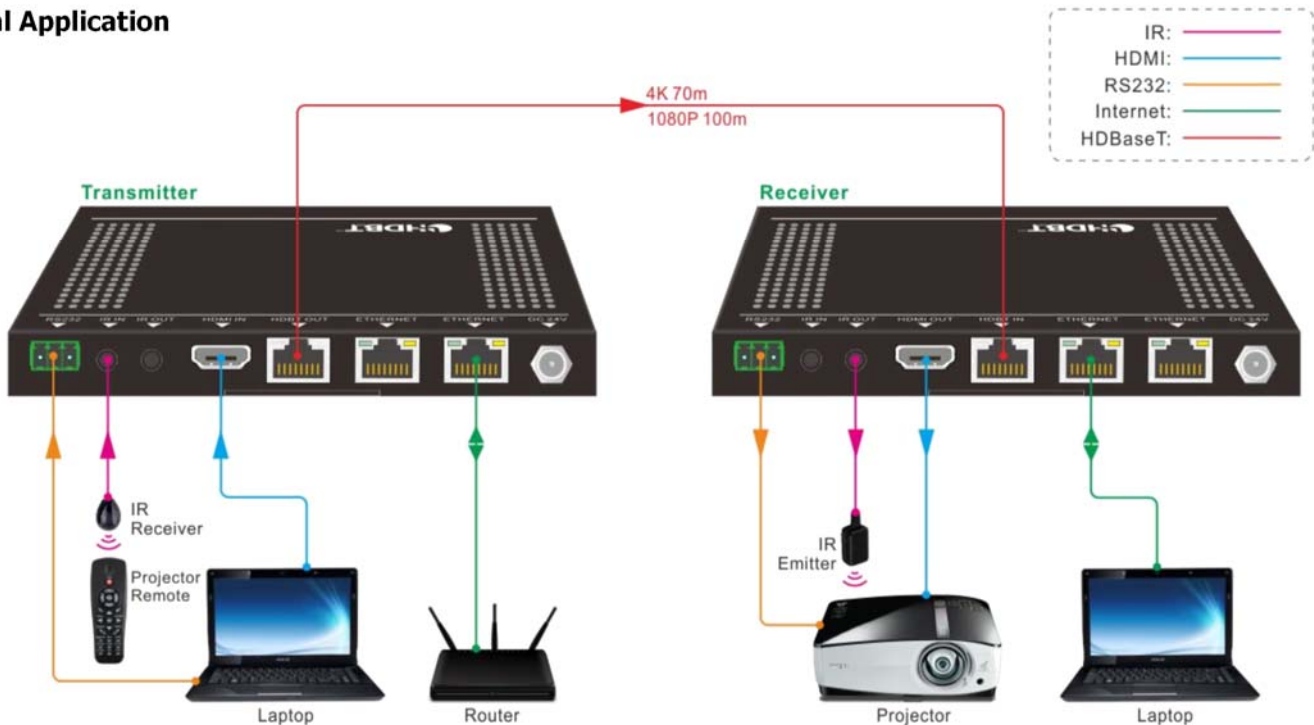 al Application
IR:
HDMI:
RS232:
Internet:
HDBaseT:
4K 70m
1080P 100m
Transmitter
Receiver
HDBT
HDBT
RS232 IR IN IR OUT HDMI IN HDBT OUT ETHERNET ETHERNET DC 24V
RS232 IR IN IR OUT HDMI OUT HDBT IN ETHERNET ETHERNET DC 24V
IR
Receiver
Projector
Remote
IR
Emitter
Laptop
Router
Projector
Laptop